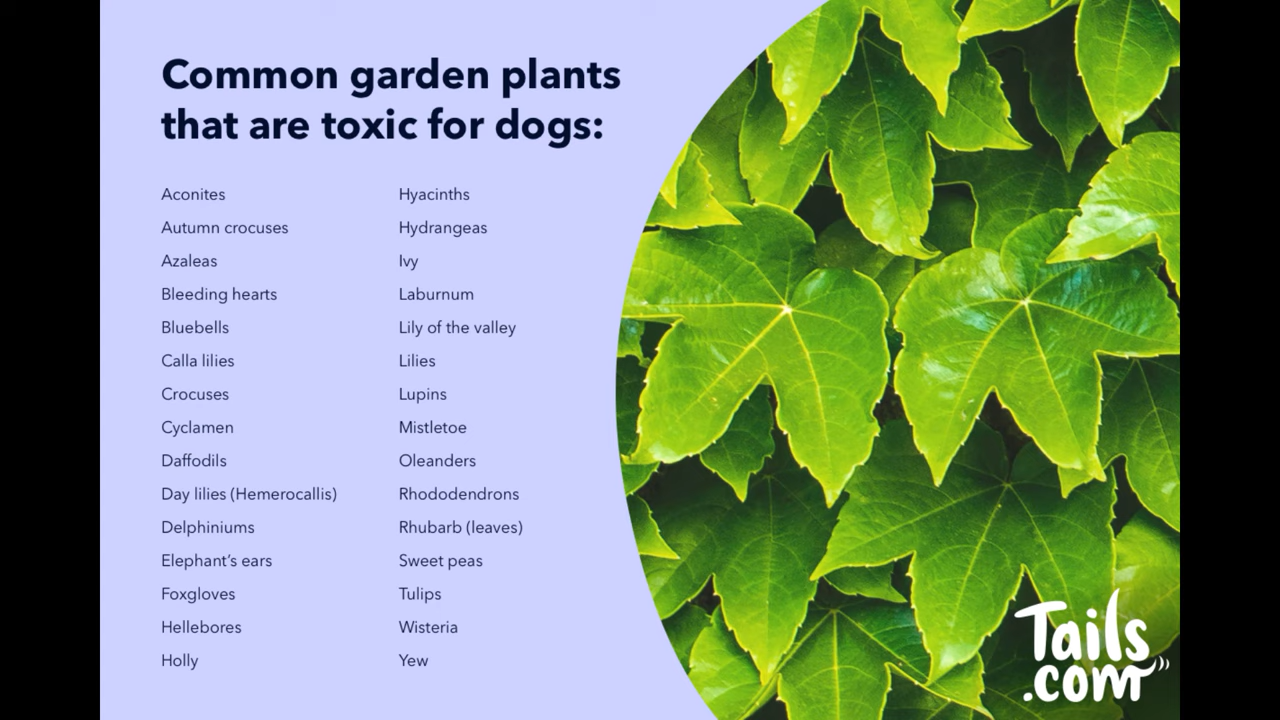 Common garden plants
that are toxic for dogs:
Aconites
Autumn crocuses
Azaleas
Bleeding hearts
Bluebells
Calla lilies
Crocuses
Cyclamen
Daffodils
Day lilies (Hemerocallis)
Delphiniums
Elephant’s ears
Foxgloves
Hellebores
Holly
Hyacinths
Hydrangeas
Ivy
Laburnum
Lily of the valley
Lilies
Lupins
Mistletoe
Oleanders
Rhododendrons
Rhubarb (leaves)
Sweet peas
Tulips
Wisteria
Yew
Tails
.com